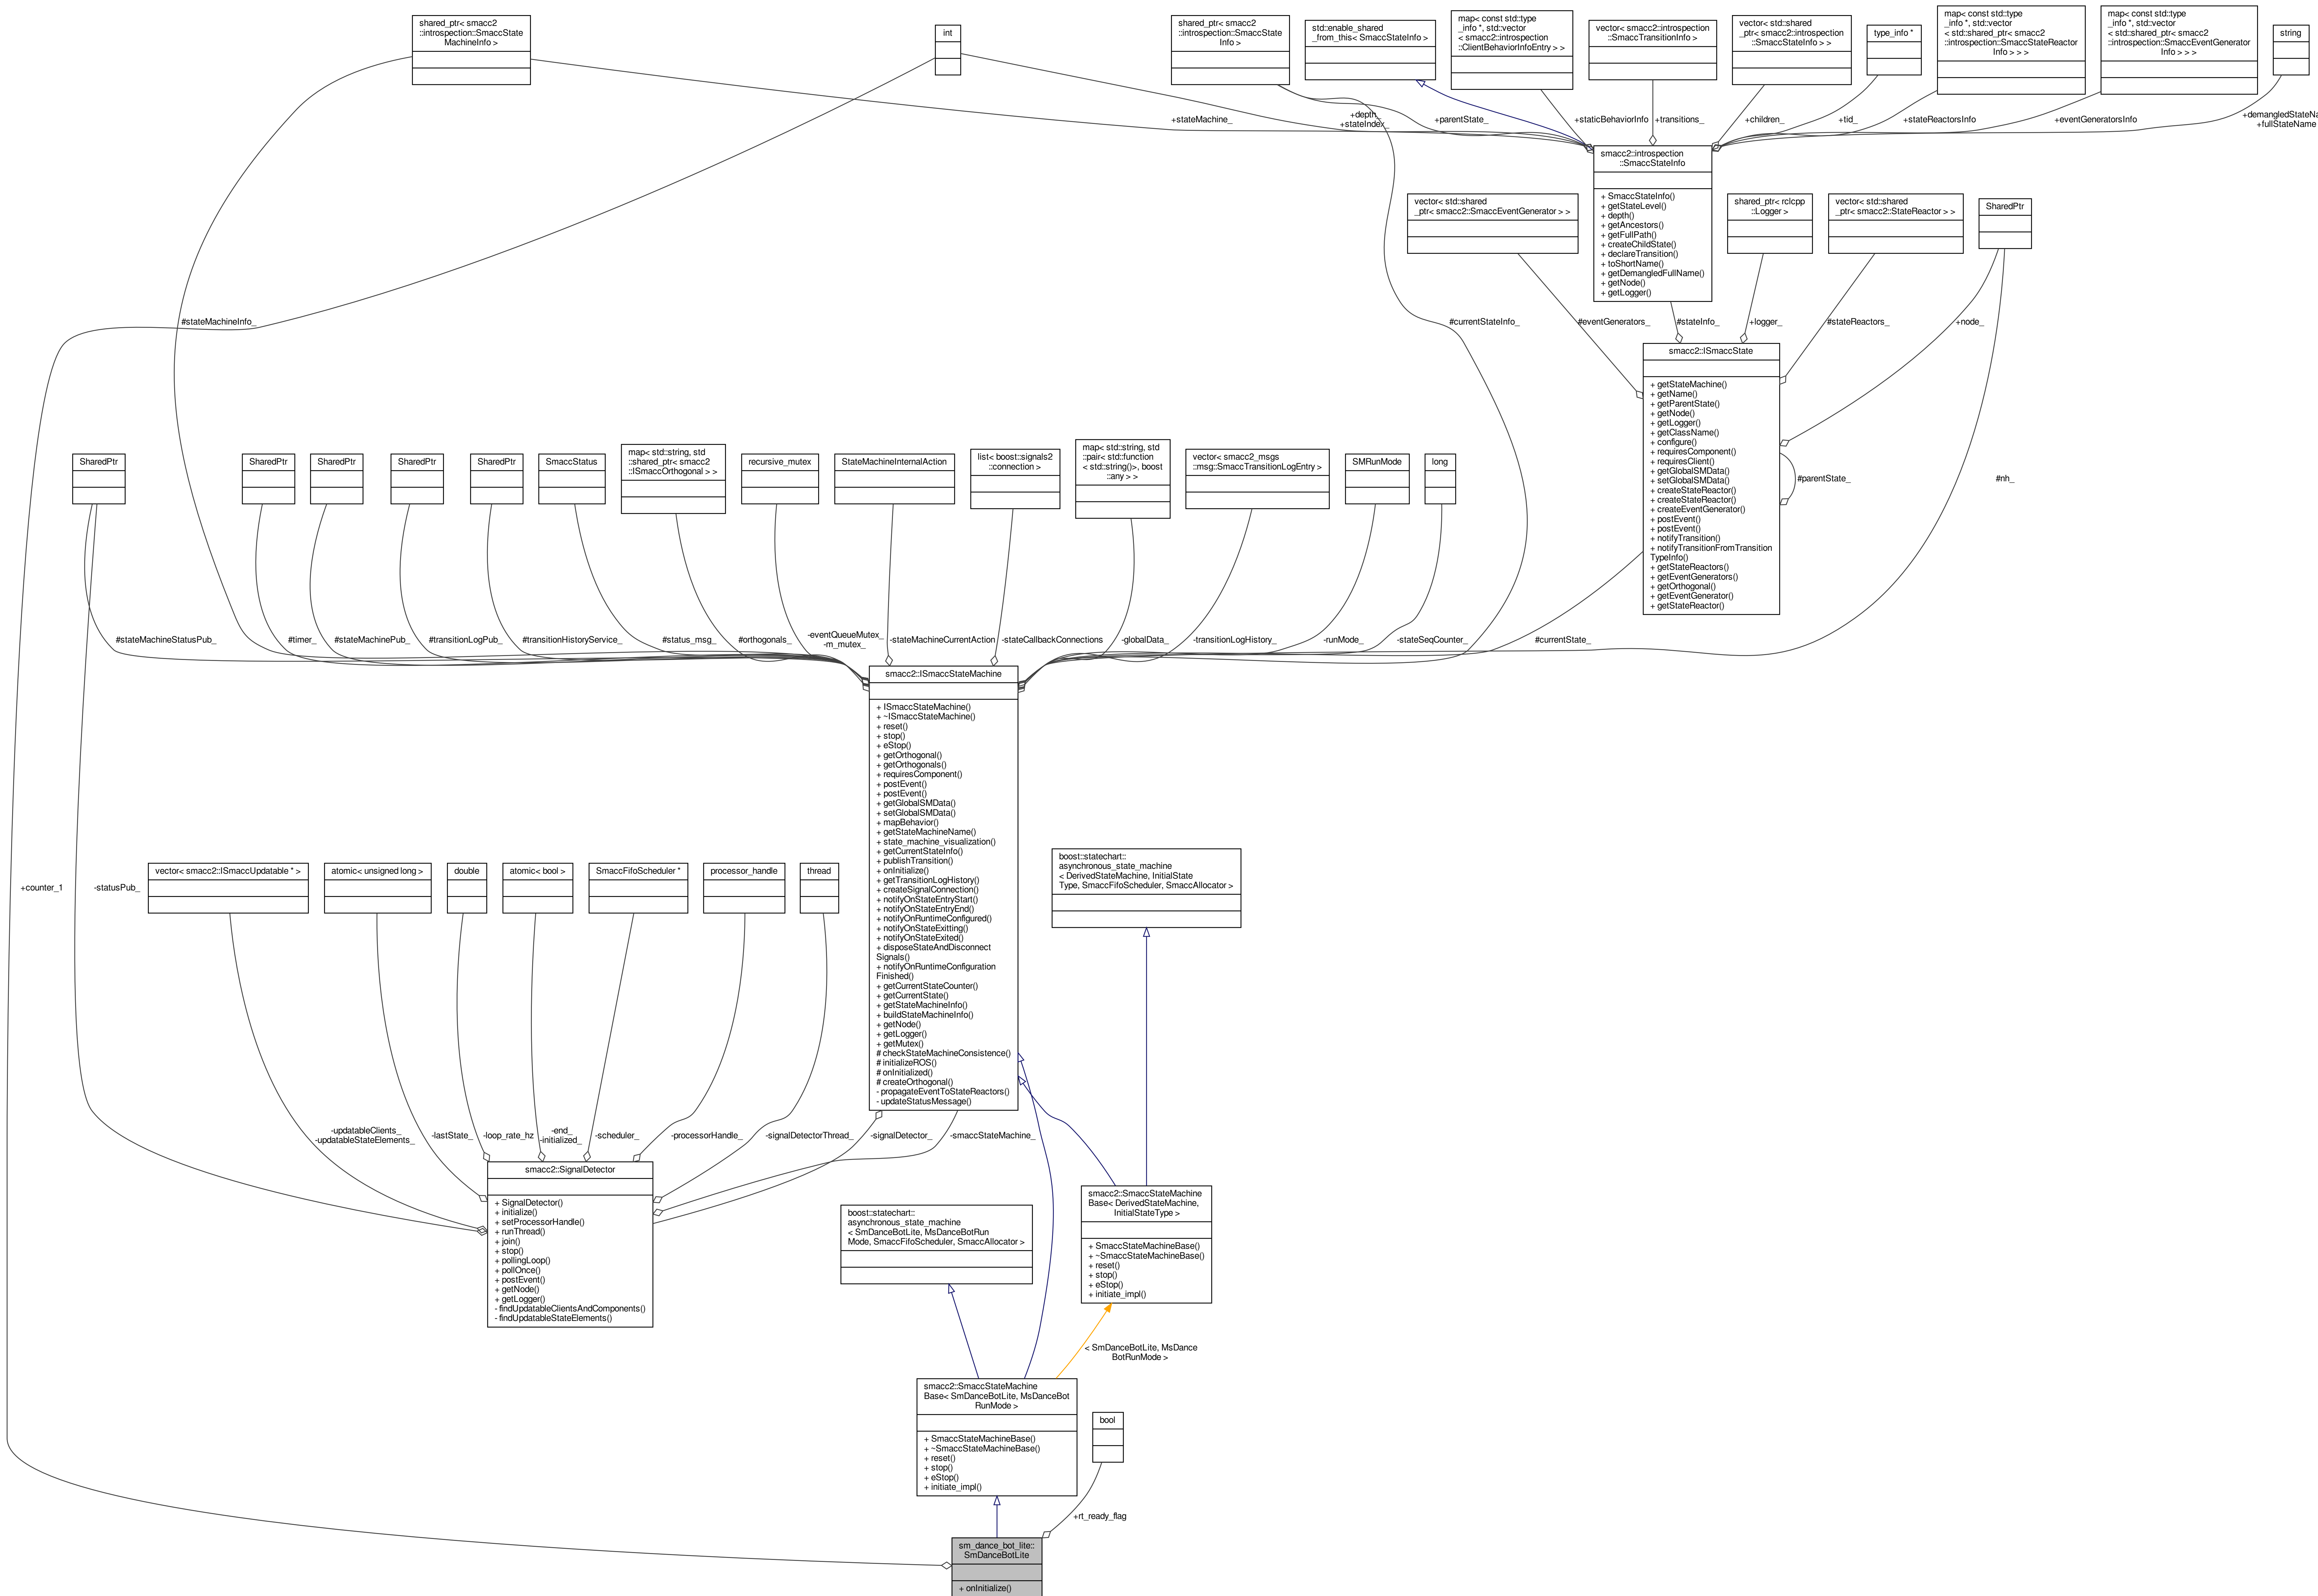 shared_ptr< smacc2
::introspection::SmaccState
MachineInfo >
int
shared_ptr< smacc2
::introspection::SmaccState
Info >
std::enable_shared
_from_this< SmaccStateInfo >
map< const std::type
_info *, std::vector
< smacc2::introspection
::ClientBehaviorInfoEntry > >
vector< smacc2::introspection
::SmaccTransitionInfo >
vector< std::shared
_ptr< smacc2::introspection
::SmaccStateInfo > >
type_info *
map< const std::type
_info *, std::vector
< std::shared_ptr< smacc2
::introspection::SmaccStateReactor
Info > > >
map< const std::type
_info *, std::vector
< std::shared_ptr< smacc2
::introspection::SmaccEventGenerator
Info > > >
string
+stateMachine_
+depth_
+stateIndex_
+parentState_
+staticBehaviorInfo
+transitions_
+children_
+tid_
+stateReactorsInfo
+eventGeneratorsInfo
+demangledStateNa
+fullStateName
smacc2::introspection
::SmaccStateInfo
+ SmaccStateInfo()
+ getStateLevel()
+ depth()
+ getAncestors()
+ getFullPath()
+ createChildState()
+ declareTransition()
+ toShortName()
+ getDemangledFullName()
+ getNode()
+ getLogger()
vector< std::shared
_ptr< smacc2::SmaccEventGenerator > >
shared_ptr< rclcpp
::Logger >
vector< std::shared
_ptr< smacc2::StateReactor > >
SharedPtr
#stateMachineInfo_
#currentStateInfo_
#eventGenerators_
#stateInfo_
+logger_
#stateReactors_
+node_
smacc2::ISmaccState
+ getStateMachine()
+ getName()
+ getParentState()
+ getNode()
+ getLogger()
+ getClassName()
+ configure()
+ requiresComponent()
+ requiresClient()
+ getGlobalSMData()
+ setGlobalSMData()
+ createStateReactor()
+ createStateReactor()
+ createEventGenerator()
+ postEvent()
+ postEvent()
+ notifyTransition()
+ notifyTransitionFromTransition
TypeInfo()
+ getStateReactors()
+ getEventGenerators()
+ getOrthogonal()
+ getEventGenerator()
+ getStateReactor()
#parentState_
#nh_
SharedPtr
SharedPtr
SharedPtr
SharedPtr
SharedPtr
SmaccStatus
map< std::string, std
::shared_ptr< smacc2
::ISmaccOrthogonal > >
recursive_mutex
StateMachineInternalAction
list< boost::signals2
::connection >
map< std::string, std
::pair< std::function
< std::string()>, boost
::any > >
vector< smacc2_msgs
::msg::SmaccTransitionLogEntry >
SMRunMode
long
#stateMachineStatusPub_
#timer_
#stateMachinePub_
#transitionLogPub_
#transitionHistoryService_
#status_msg_
#orthogonals_
-eventQueueMutex_
-m_mutex_
-stateMachineCurrentAction
-stateCallbackConnections
-globalData_
-transitionLogHistory_
-runMode_
-stateSeqCounter_
#currentState_
smacc2::ISmaccStateMachine
+ ISmaccStateMachine()
+ ~ISmaccStateMachine()
+ reset()
+ stop()
+ eStop()
+ getOrthogonal()
+ getOrthogonals()
+ requiresComponent()
+ postEvent()
+ postEvent()
+ getGlobalSMData()
+ setGlobalSMData()
+ mapBehavior()
+ getStateMachineName()
+ state_machine_visualization()
+ getCurrentStateInfo()
+ publishTransition()
+ onInitialize()
+ getTransitionLogHistory()
+ createSignalConnection()
+ notifyOnStateEntryStart()
+ notifyOnStateEntryEnd()
+ notifyOnRuntimeConfigured()
+ notifyOnStateExitting()
+ notifyOnStateExited()
+ disposeStateAndDisconnect
Signals()
+ notifyOnRuntimeConfiguration
Finished()
+ getCurrentStateCounter()
+ getCurrentState()
+ getStateMachineInfo()
+ buildStateMachineInfo()
+ getNode()
+ getLogger()
+ getMutex()
# checkStateMachineConsistence()
# initializeROS()
# onInitialized()
# createOrthogonal()
- propagateEventToStateReactors()
- updateStatusMessage()
+counter_1
-statusPub_
vector< smacc2::ISmaccUpdatable * >
atomic< unsigned long >
double
atomic< bool >
SmaccFifoScheduler *
processor_handle
thread
boost::statechart::
asynchronous_state_machine
< DerivedStateMachine, InitialState
Type, SmaccFifoScheduler, SmaccAllocator >
-updatableClients_
-updatableStateElements_
-lastState_
-loop_rate_hz
-end_
-initialized_
-scheduler_
-processorHandle_
-signalDetectorThread_
-signalDetector_
-smaccStateMachine_
smacc2::SignalDetector
+ SignalDetector()
+ initialize()
+ setProcessorHandle()
+ runThread()
+ join()
+ stop()
+ pollingLoop()
+ pollOnce()
+ postEvent()
+ getNode()
+ getLogger()
- findUpdatableClientsAndComponents()
- findUpdatableStateElements()
boost::statechart::
asynchronous_state_machine
< SmDanceBotLite, MsDanceBotRun
Mode, SmaccFifoScheduler, SmaccAllocator >
smacc2::SmaccStateMachine
Base< DerivedStateMachine,
InitialStateType >
+ SmaccStateMachineBase()
+ ~SmaccStateMachineBase()
+ reset()
+ stop()
+ eStop()
+ initiate_impl()
< SmDanceBotLite, MsDance
BotRunMode >
smacc2::SmaccStateMachine
Base< SmDanceBotLite, MsDanceBot
RunMode >
+ SmaccStateMachineBase()
+ ~SmaccStateMachineBase()
+ reset()
+ stop()
+ eStop()
+ initiate_impl()
bool
+rt_ready_flag
sm_dance_bot_lite::
SmDanceBotLite
+ onInitialize()